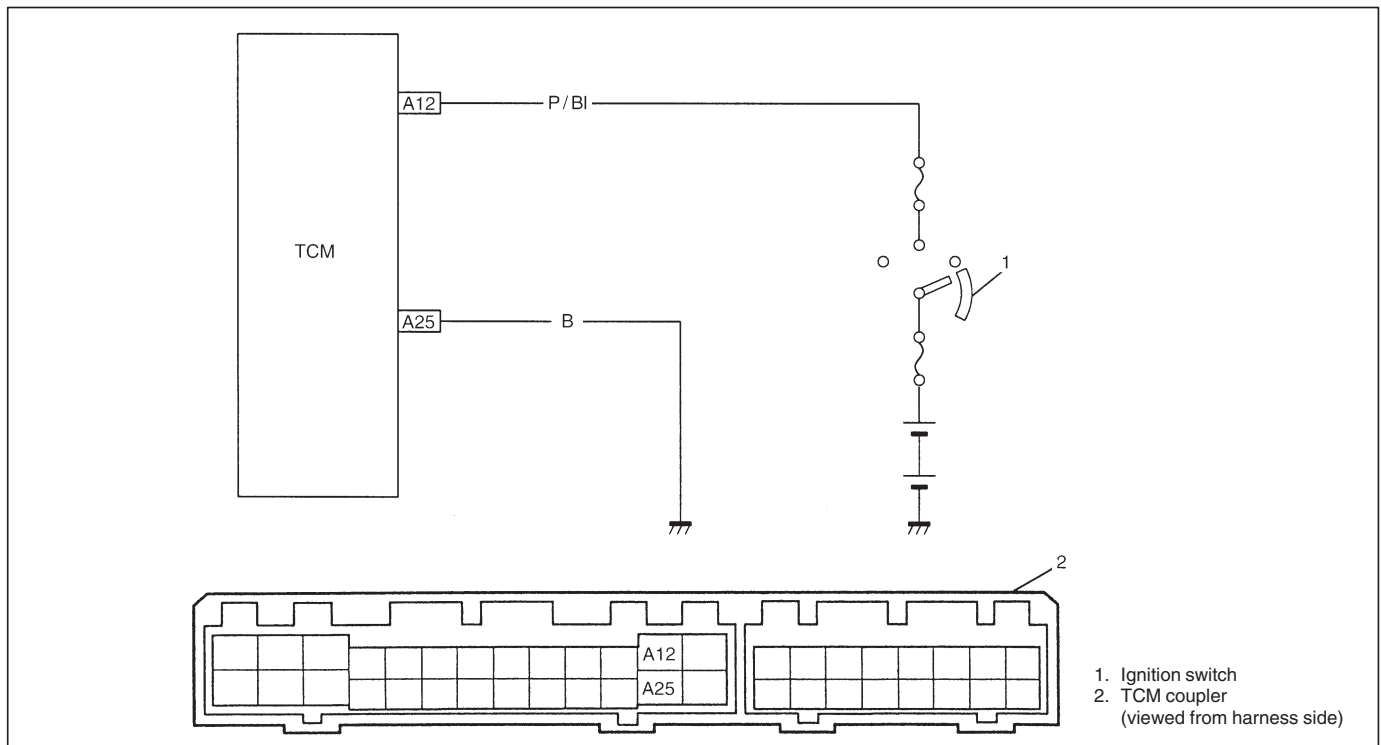 A12
P/Bl
1
TCM
A25
B
2
A12
A25
1. Ignition switch
2. TCM coupler
(viewed from harness side)